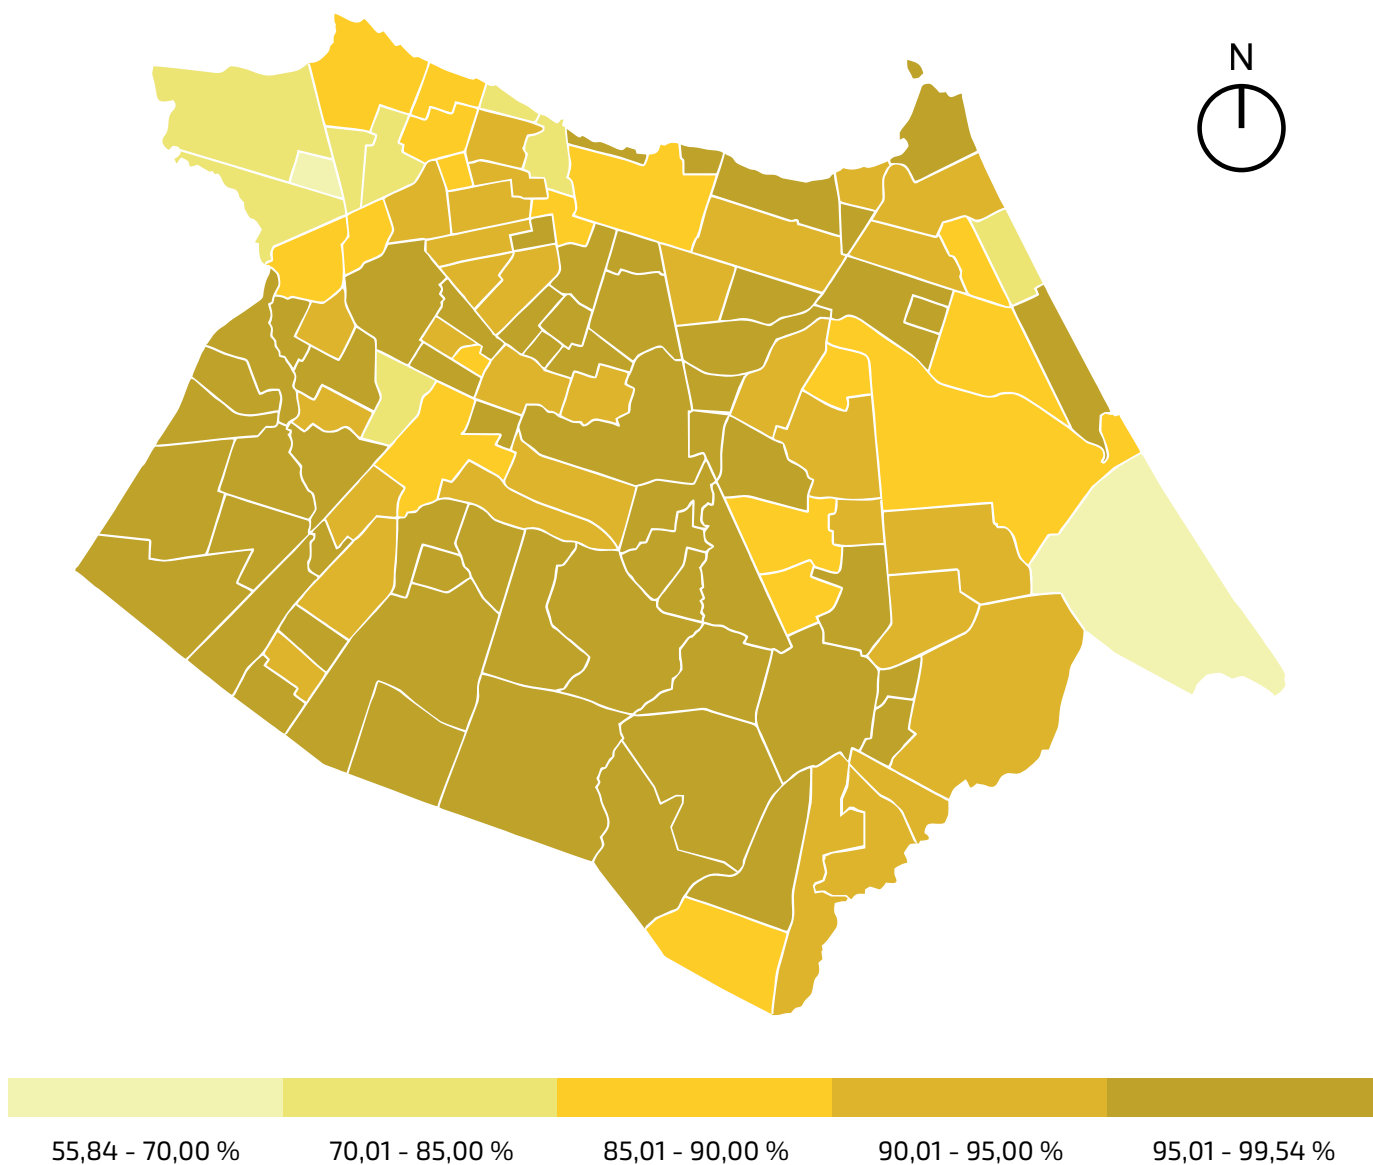 N
55,84 - 70,00 %
70,01 - 85,00 %
85,01 - 90,00 %
90,01 - 95,00 %
95,01 - 99,54 %